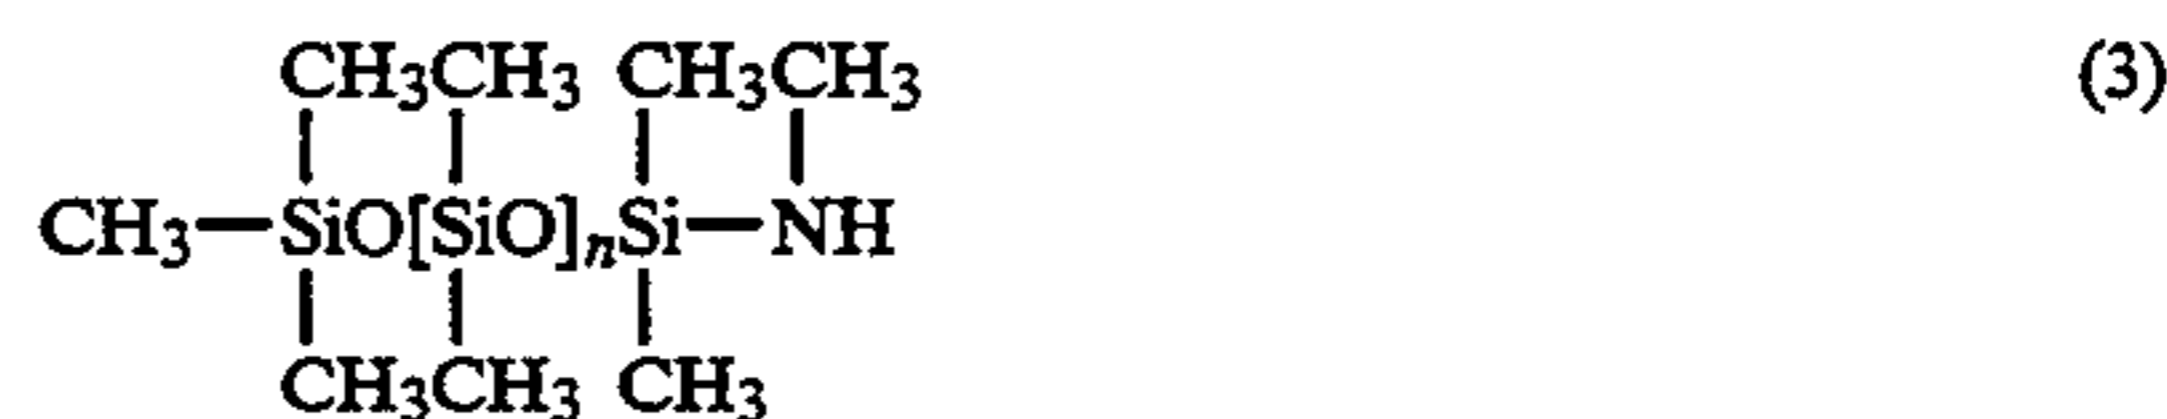 CH3CH3 CH3CH3 (3)
CH3—SiO[SiO]nSi—NH
CH3CH3 CH3